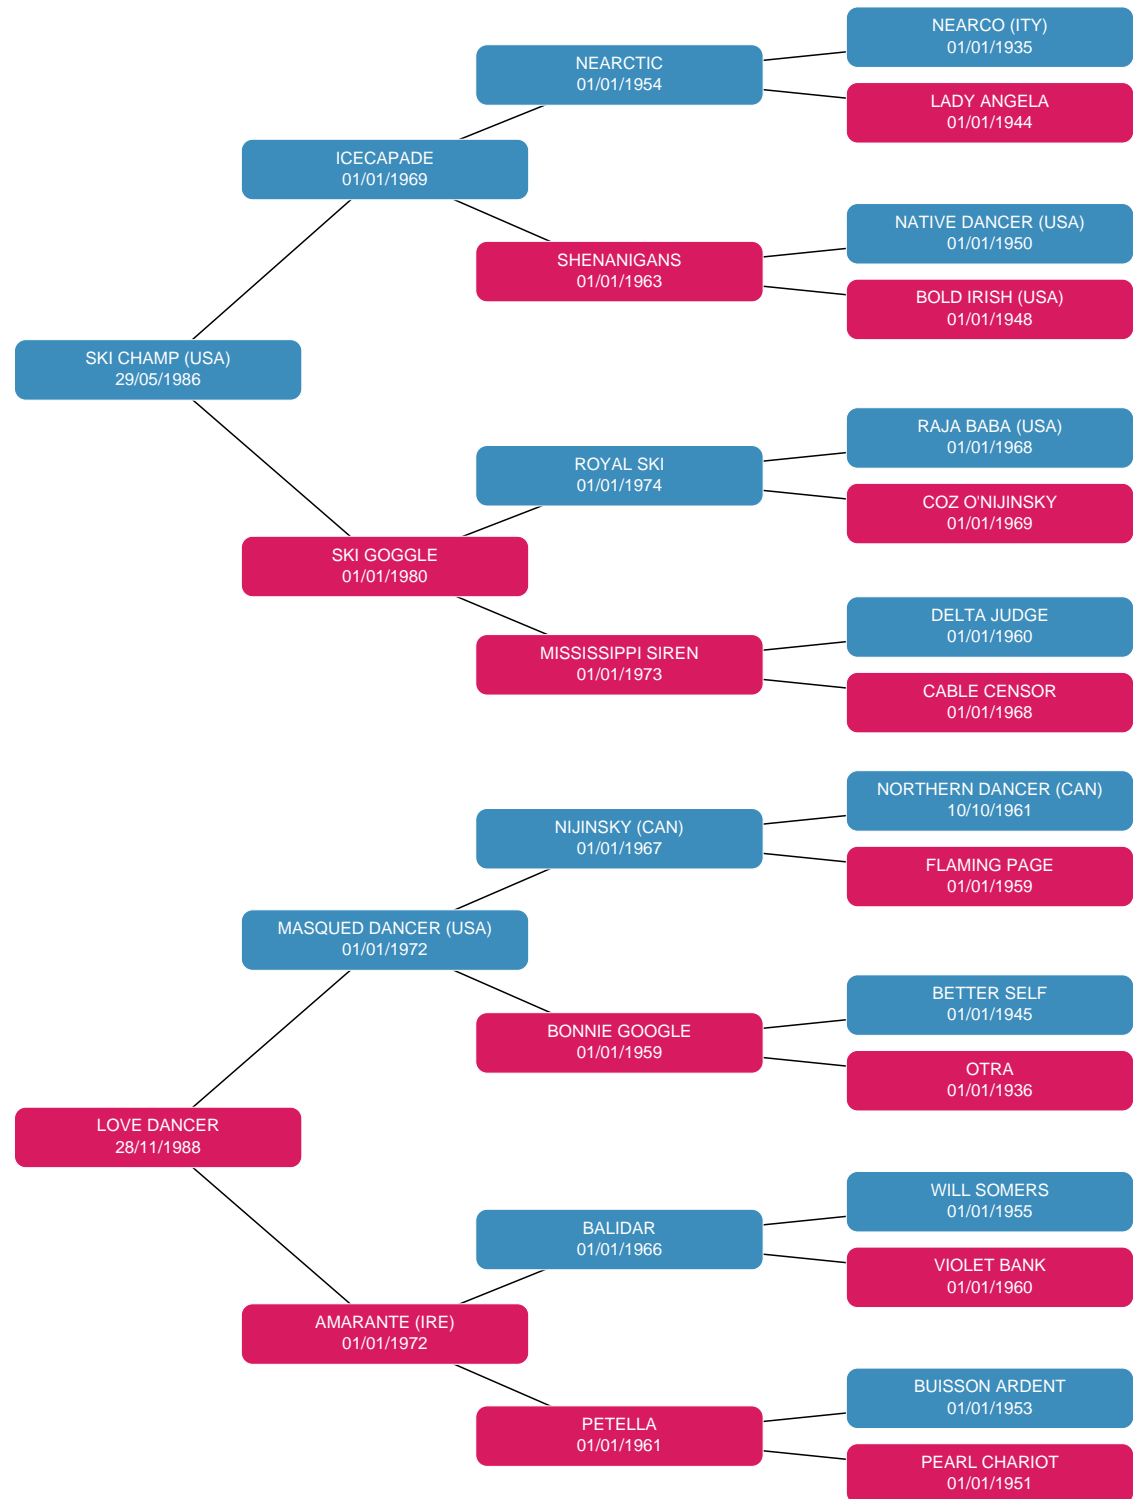 NEARCO (ITY)
01/01/1935
NEARCTIC
01/01/1954
LADY ANGELA
01/01/1944
ICECAPADE
01/01/1969
NATIVE DANCER (USA)
01/01/1950
SHENANIGANS
01/01/1963
BOLD IRISH (USA)
01/01/1948
SKI CHAMP (USA)
29/05/1986
RAJA BABA (USA)
01/01/1968
ROYAL SKI
01/01/1974
COZ O'NIJINSKY
01/01/1969
SKI GOGGLE
01/01/1980
DELTA JUDGE
01/01/1960
MISSISSIPPI SIREN
01/01/1973
CABLE CENSOR
01/01/1968
NORTHERN DANCER (CAN)
10/10/1961
NIJINSKY (CAN)
01/01/1967
FLAMING PAGE
01/01/1959
MASQUED DANCER (USA)
01/01/1972
BETTER SELF
01/01/1945
BONNIE GOOGLE
01/01/1959
OTRA
01/01/1936
LOVE DANCER
28/11/1988
WILL SOMERS
01/01/1955
BALIDAR
01/01/1966
VIOLET BANK
01/01/1960
AMARANTE (IRE)
01/01/1972
BUISSON ARDENT
01/01/1953
PETELLA
01/01/1961
PEARL CHARIOT
01/01/1951